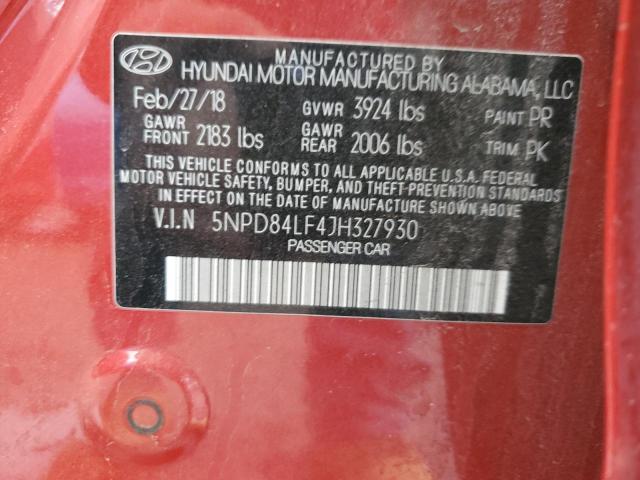 MANUFACTURED BY
HYUNDAI MOTOR MANUFACTURING ALABAMA, LLC
Feb/27/18 GVWR 3924 lbs PAINT PR
GAWR FRONT 2183 lbs GAWR REAR 2006 lbs TRIM PK
THIS VEHICLE CONFORMS TO ALL APPLICABLE U.S.A. FEDERAL
MOTOR VEHICLE SAFETY, BUMPER, AND THEFT-PREVENTION STANDARDS
IN EFFECT ON THE DATE OF MANUFACTURE SHOWN ABOVE
V.I.N 5NPD84LF4JH327930
PASSENGER CAR